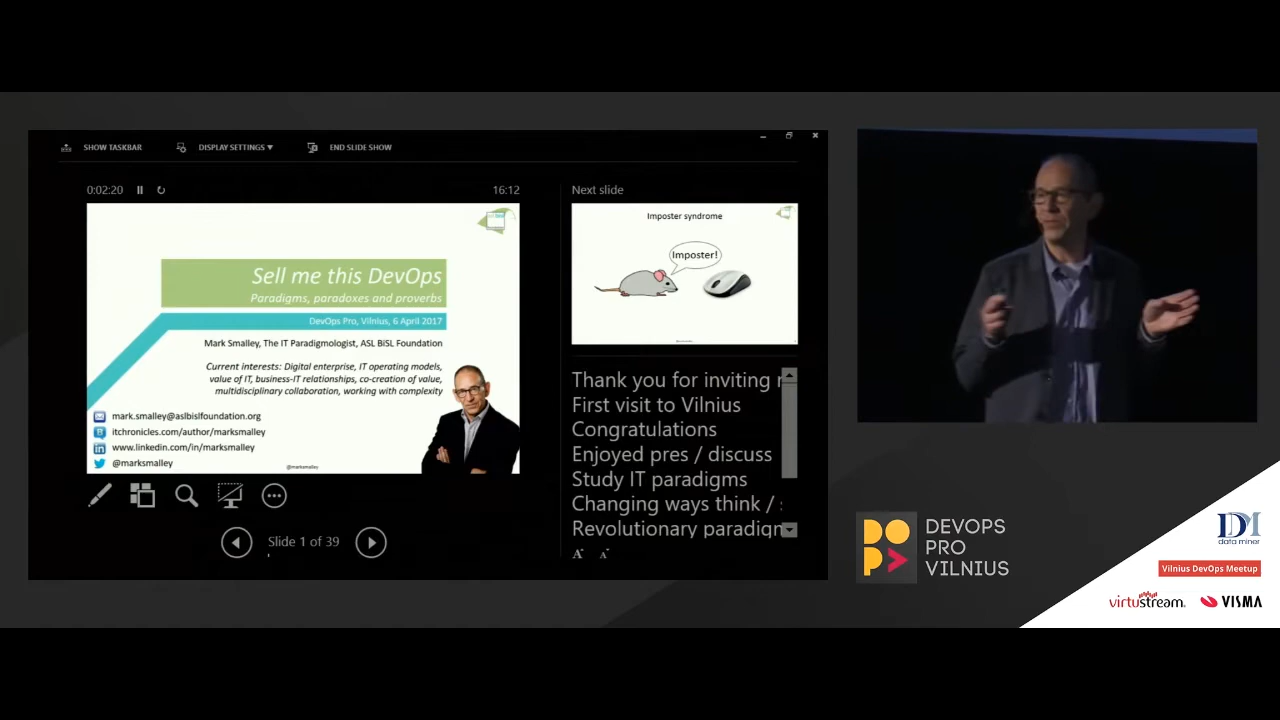 SHOW TASKBAR
DISPLAY SETTINGS
END SLIDE SHOW
0:02:20
16:12
Sell me this DevOps
Paradigms, paradoxes and proverbs
DevOps Pro, Vilnius, 6 April 2017
Mark Smalley, The IT Paradigmologist, ASL BiSL Foundation
Current interests: Digital enterprise, IT operating models,
value of IT, business-IT relationships, co-creation of value,
multidisciplinary collaboration, working with complexity
mark.smalley@aslbislfoundation.org
itchronicles.com/author/marksmalley
www.linkedin.com/in/marksmalley
@marksmalley
@marksmalley
Slide 1 of 39
Next slide
Imposter syndrome
Imposter!
Thank you for inviting
First visit to Vilnius
Congratulations
Enjoyed pres / discuss
Study IT paradigms
Changing ways think /
Revolutionary paradigm
A A
DEVOPS
PRO
VILNIUS
DM
data miner
Vilnius DevOps Meetup
virtustream.
VISMA